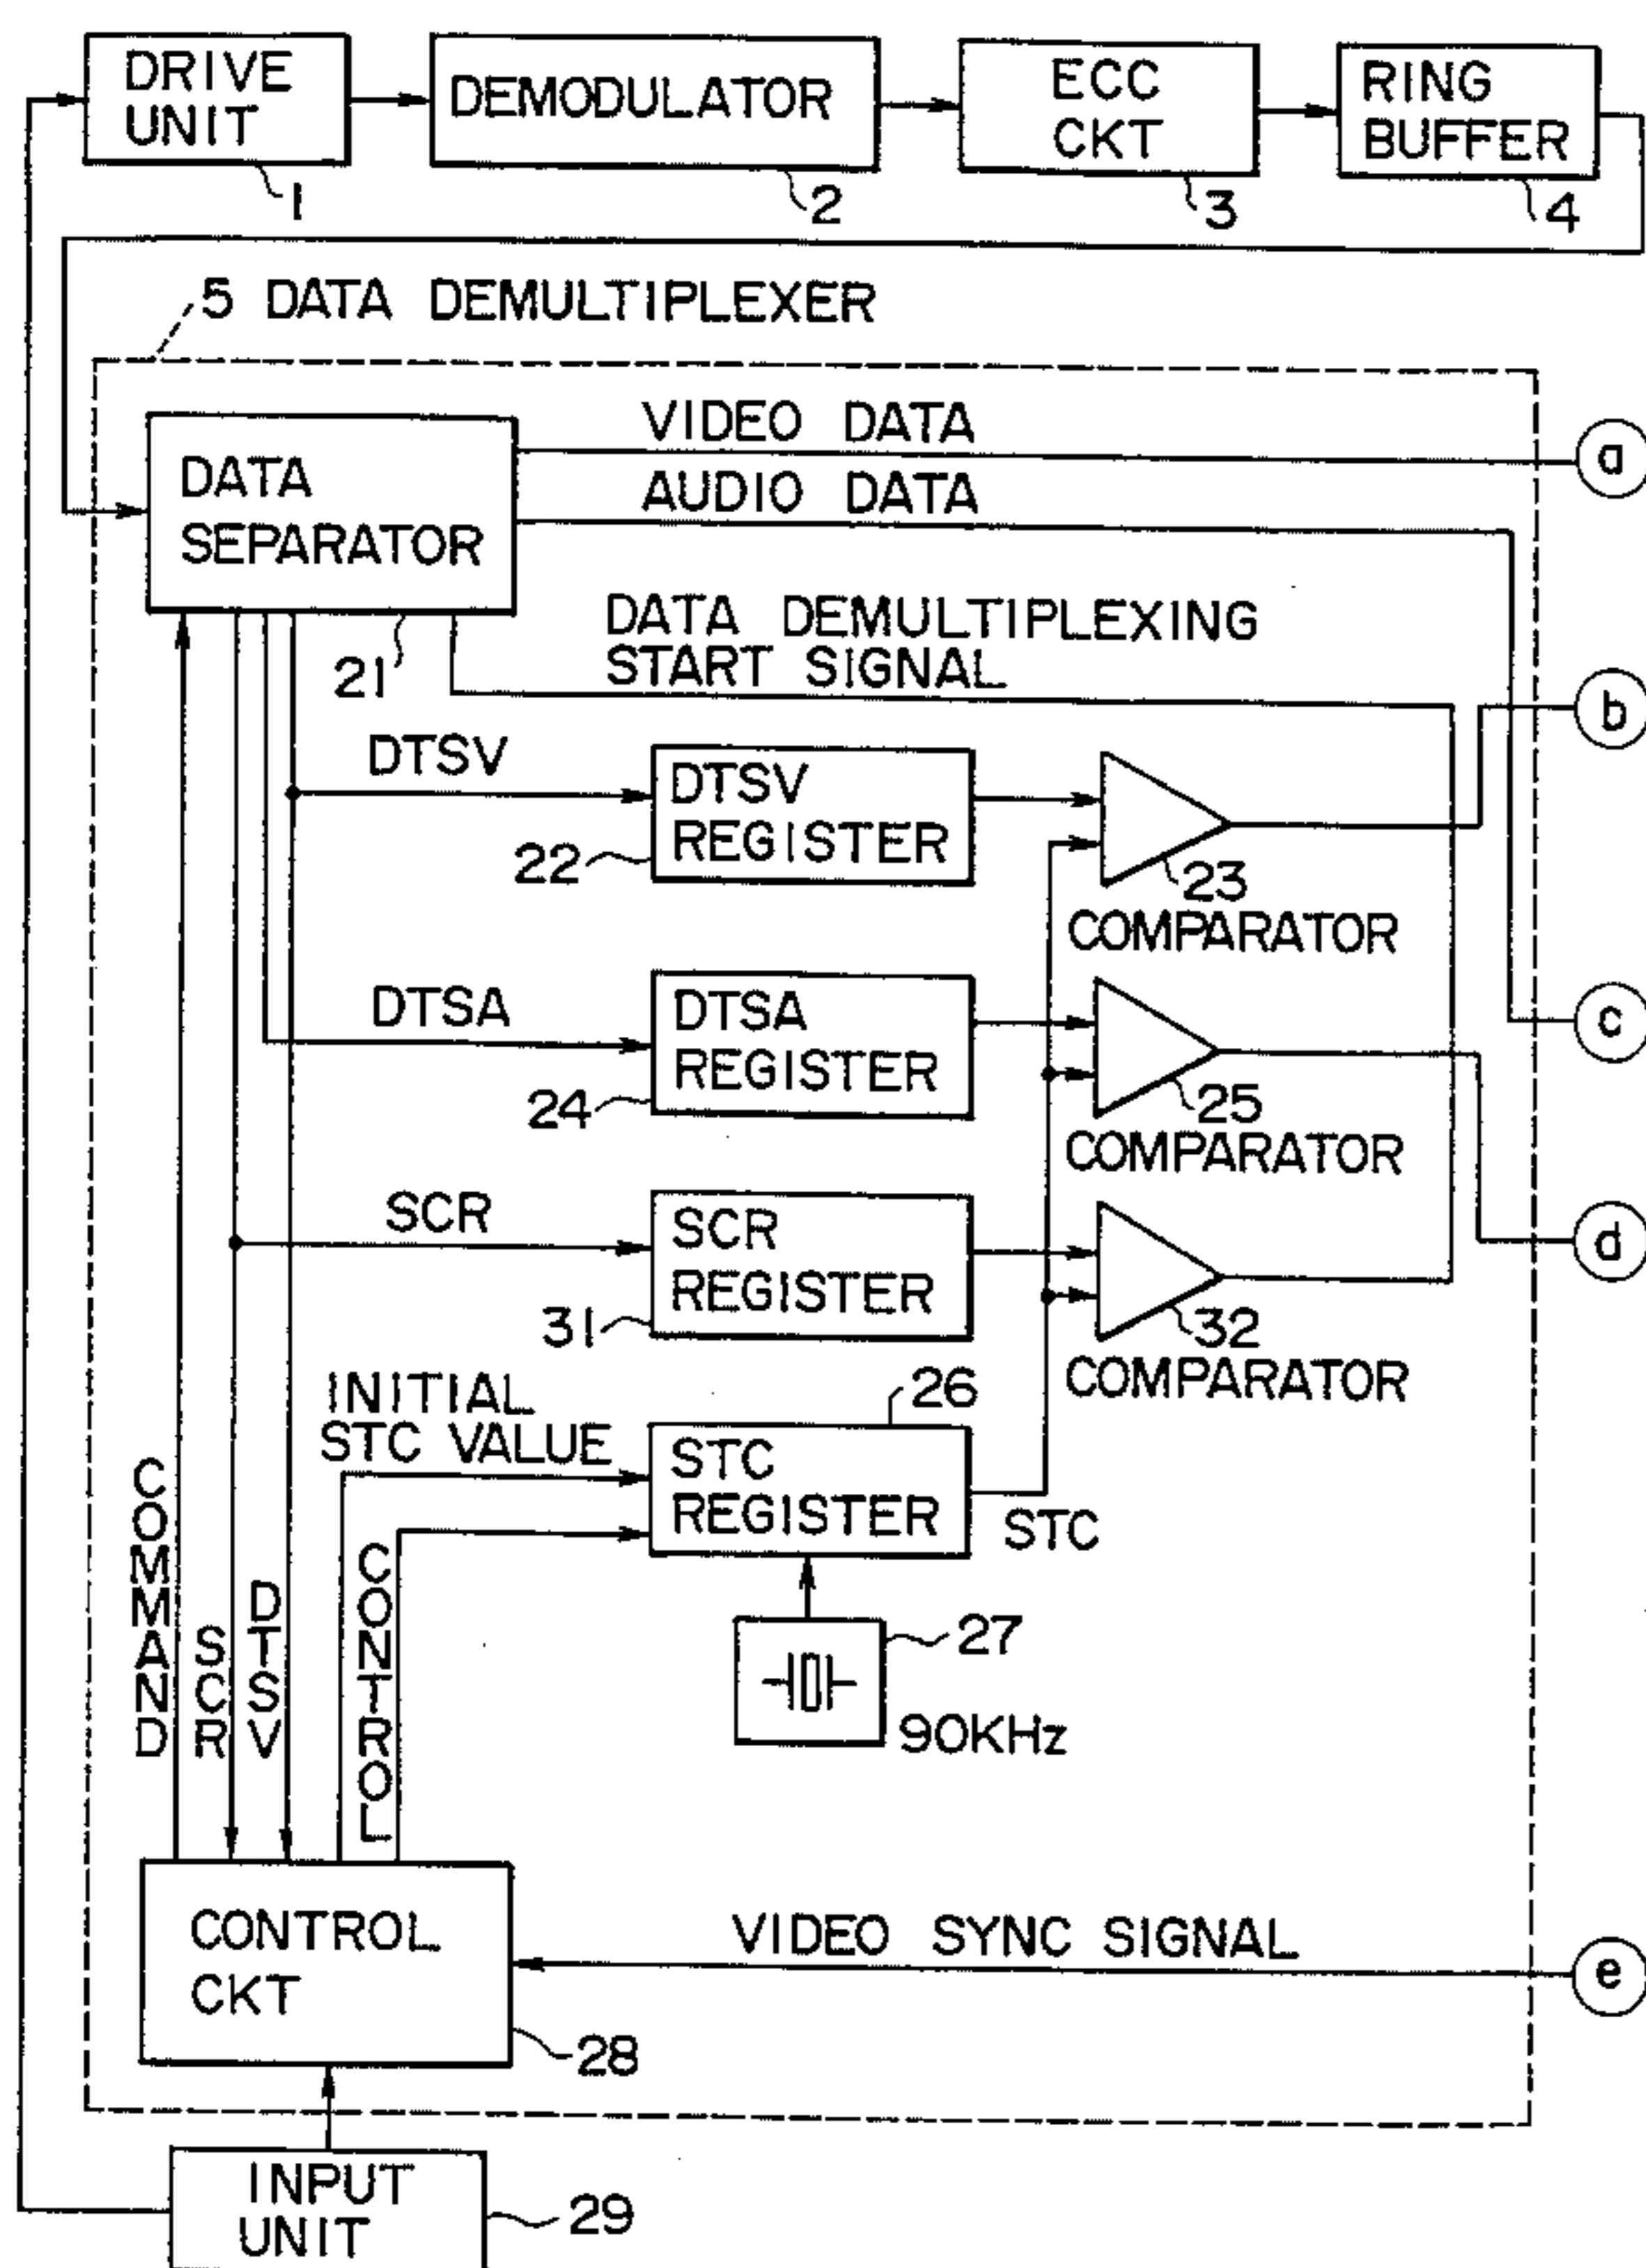 DRIVE
UNIT
1
DEMODULATOR
2
ECC
CKT
3
RING
BUFFER
4
5 DATA DEMULTIPLEXER
DATA
SEPARATOR
21
VIDEO DATA
a
AUDIO DATA
DATA DEMULTIPLEXING
START SIGNAL
b
DTSV
DTSV
REGISTER
22
23
COMPARATOR
c
DTSA
DTSA
REGISTER
24
25
COMPARATOR
d
SCR
SCR
REGISTER
31
32
COMPARATOR
INITIAL
STC VALUE
26
STC
REGISTER
STC
COMMAND
SCR
DTSV
CONTROL
27
90KHz
CONTROL
CKT
28
VIDEO SYNC SIGNAL
e
INPUT
UNIT
29